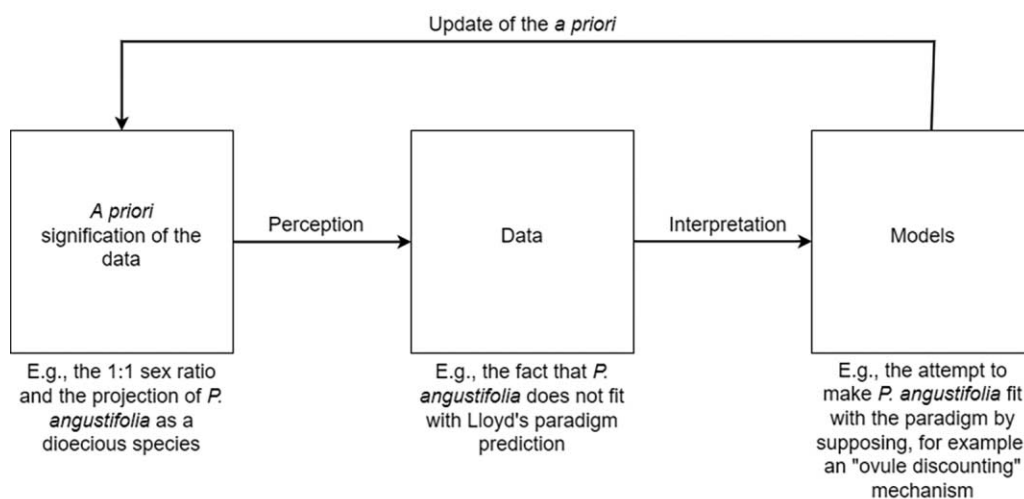 Update of the a priori
A priori
signification of the
data
Perception
Data
Interpretation
Models
E.g., the 1:1 sex ratio
and the projection of P.
angustifolia as a
dioecious species
E.g., the fact that P.
angustifolia does not fit
with Lloyd's paradigm
prediction
E.g., the attempt to
make P. angustifolia fit
with the paradigm by
supposing, for example
an "ovule discounting"
mechanism